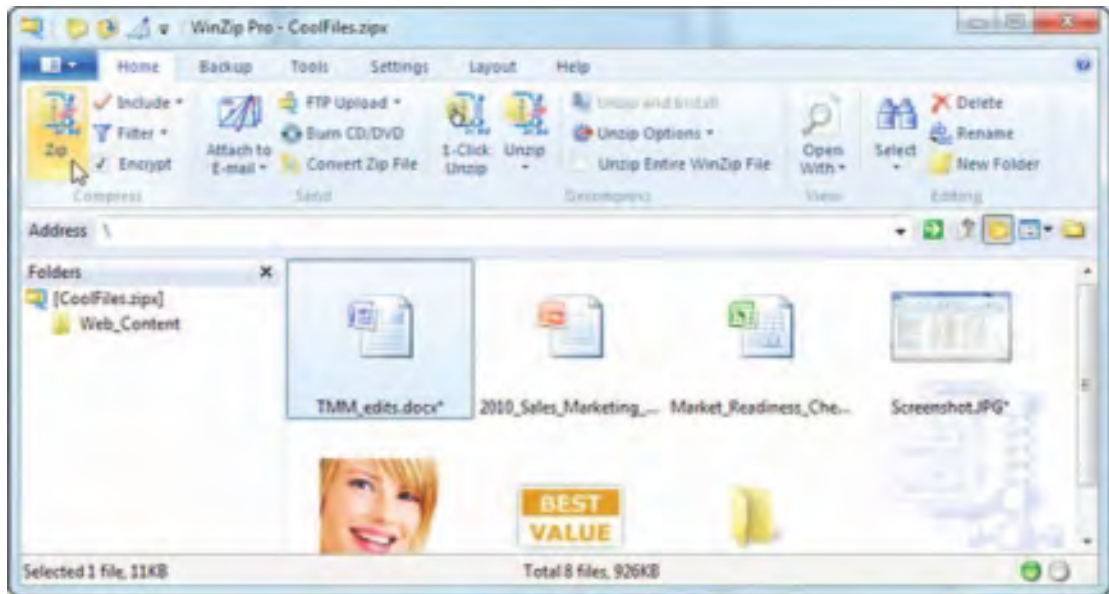 WinZip Pro - CoolFiles.zipx
Home Backup Tools Settings Layout Help
Zip
Include
Filter
Encrypt
Compress
Attach to
E-mail
FTP Upload
Burn CD/DVD
Convert Zip File
Send
1-Click
Unzip
Unzip
Unzip and Install
Unzip Options
Unzip Entire WinZip File
Decompress
Open
With
View
Select
Delete
Rename
New Folder
Editing
Address \
Folders
[CoolFiles.zipx]
Web_Content
TMM_edits.docx* 2010_Sales_Marketing_... Market_Readiness_Che... Screenshot.JPG*
BEST
VALUE
Selected 1 file, 11KB Total 8 files, 926KB